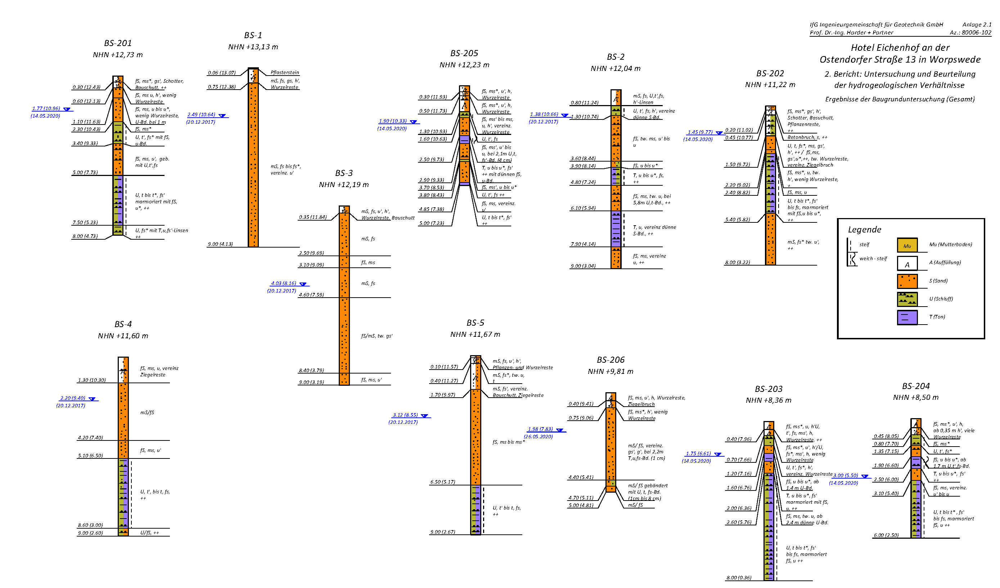 IfG Ingenieurgemeinschaft für Geotechnik GmbH Anlage 2.1
Prof. Dr.-Ing. Harder + Partner Az.: 80006-102
Hotel Eichenhof an der
Ostendorfer Straße 13 in Worpswede
2. Bericht: Untersuchung und Beurteilung
der hydrogeologischen Verhältnisse
Ergebnisse der Baugrunduntersuchung (Gesamt)
BS-201
NHN +12,73 m
0.30 (12.43)
0.60 (12.13)
1.77 (10.96)
(14.05.2020)
1.10 (11.63)
2.30 (10.43)
3.40 (9.33)
5.00 (7.73)
7.50 (5.23)
8.00 (4.73)
fS, ms*, gs', Schotter,
Bauschutt, ++
fS, ms u, h', wenig
Wurzelreste
fS, ms, u bis u*,
wenig Wurzelreste,
U-Bd. bei 1 m
fS, ms*
U, t', fs* mit fS,
u-Bd.
fS, ms, u', geb.
mit U,t',fs
U, t bis t*, fs'
marmoriert mit fS,
u*, ++
U, fs* mit T,u,fs'-Linsen
++
BS-1
NHN +13,13 m
0.06 (13.07)
0.75 (12.38)
2.49 (10.64)
(20.12.2017)
9.00 (4.13)
Pflasterstein
mS, fs, gs, h',
Wurzelreste
mS, fs bis fs*,
vereinz. u'
BS-3
NHN +12,19 m
0.35 (11.84)
2.50 (9.69)
3.10 (9.09)
4.03 (8.16)
(20.12.2017)
4.60 (7.59)
8.40 (3.79)
9.00 (3.19)
A
mS, fs, u', h',
Wurzelreste, Bauschutt
mS, fs
fS, ms
mS, fs
fS/mS, tw. gs'
fS, ms, u'
BS-205
NHN +12,23 m
0.30 (11.93)
0.50 (11.73)
1.90 (10.33)
(14.05.2020)
1.30 (10.93)
1.60 (10.63)
2.50 (9.73)
2.90 (9.33)
3.70 (8.53)
3.80 (8.43)
4.85 (7.38)
5.00 (7.23)
fS, ms*, u', h,
Wurzelreste
fS, ms*, u', h,
Wurzelreste
fS, ms' bis ms,
u, h', vereinz.
Wurzelreste
U, t', fs
fS, ms', u' bis
u, bei 2,1m U,t,
fs'-Bd. (4 cm)
T, u bis u*, fs'
++ mit dünnen fS,
u-Bd.
fS, ms', u bis u*
U, t', fs ++
fS, ms, vereinz.
u'
U, t bis t*, fs'
++
BS-2
NHN +12,04 m
0.80 (11.24)
1.38 (10.66)
(20.12.2017)
1.30 (10.74)
3.60 (8.44)
3.90 (8.14)
4.80 (7.24)
6.10 (5.94)
7.90 (4.14)
9.00 (3.04)
A
mS, fs, U,t',fs,
h'-Linsen
U, t', fs, h', vereinz
dünne S-Bd.
fS, tw. ms, u' bis
u
fS, u bis u*
T, u bis u*, fs,
++
fS, ms, tw. u, bei
5,8m U,t-Bd., ++
T, u, vereinz dünne
S-Bd., ++
fS, ms, vereinz
u, ++
BS-202
NHN +11,22 m
1.45 (9.77)
(14.05.2020)
0.20 (11.02)
0.45 (10.77)
1.50 (9.72)
2.20 (9.02)
2.40 (8.82)
5.40 (5.82)
8.00 (3.22)
fS, ms*, gs', h',
Schotter, Basuchutt,
Pflanzenreste,
++
Betonbruch, s, ++
U, t, fs*, ms, gs',
h', ++ / fS,ms,
gs',u*,++, tw. Wurzelreste,
vereinz. Ziegelbruch
fS, ms*, u, tw.
h', wenig Wurzelreste,
+
fS, ms, u
U, t bis t*, fs'
bis fs, marmoriert
mit fS,u bis u*,
++
mS, fs* tw. u',
++
Legende
steif
weich - steif
Mu
Mu (Mutterboden)
A
A (Auffüllung)
S (Sand)
U (Schluff)
T (Ton)
BS-4
NHN +11,60 m
1.30 (10.30)
2.20 (9.40)
(20.12.2017)
4.20 (7.40)
5.10 (6.50)
8.60 (3.00)
9.00 (2.60)
A
fS, ms, u, vereinz
Ziegelreste
mS/fS
fS, ms, u'
U, t', bis t, fs,
++
U/fS, ++
BS-5
NHN +11,67 m
0.10 (11.57)
0.40 (11.27)
1.70 (9.97)
3.12 (8.55)
(20.12.2017)
6.50 (5.17)
9.00 (2.67)
mS, fs, u', h',
Pflanzen- und Wurzelreste
mS, fs*, tw. u,
t
mS, fs', vereinz.
Bauschutt, Ziegelreste
fS, ms bis ms*
U, t' bis t, fs,
++
BS-206
NHN +9,81 m
0.40 (9.41)
0.75 (9.06)
1.98 (7.83)
(26.05.2020)
4.40 (5.41)
4.70 (5.11)
5.00 (4.81)
fS, ms, u', h, Wurzelreste,
Ziegelbruch
fS, ms*, h', wenig
Wurzelreste
mS/ fS, vereinz.
gs', g', bei 2,2m
T,u,fs-Bd. (1 cm)
mS/ fS gebändert
mit U, t, fs-Bd.
(1cm bis 8 cm)
mS/ fS
BS-203
NHN +8,36 m
0.40 (7.96)
1.75 (6.61)
(14.05.2020)
0.70 (7.66)
1.20 (7.16)
1.60 (6.76)
2.00 (6.36)
2.60 (5.76)
8.00 (0.36)
fS, ms*, u, h'U,
t', fs, ms', h,
Wurzelreste, ++
fS, ms*, u', h'/U,
fs*, ms', h, wenig
Wurzelreste
U, t', fs*, h',
vereinz. Wurzelreste
fS, u bis u*, ab
1,4 m U-Bd.
T, u bis u*, fs'
marmoriert mit fS,
u, ++
fS, ms, tw. u, ab
2,4 m dünne U-Bd.
U, t bis t*, fs'
bis fs, marmoriert
fS, u ++
BS-204
NHN +8,50 m
0.45 (8.05)
0.80 (7.70)
1.35 (7.15)
1.90 (6.60)
3.00 (5.50)
(14.05.2020)
2.50 (6.00)
3.10 (5.40)
6.00 (2.50)
fS, ms*, u', h,
ab 0,35 m h', viele
Wurzelreste
fS, ms*
U, t', fs*
fS, u bis u*, ab
1,7 m U,t',fs-Bd.
T, u bis u*, fs'
++
fS, ms, vereinz.
u' bis u
U, t bis t*, fs'
bis fs, marmoriert
fS, u ++